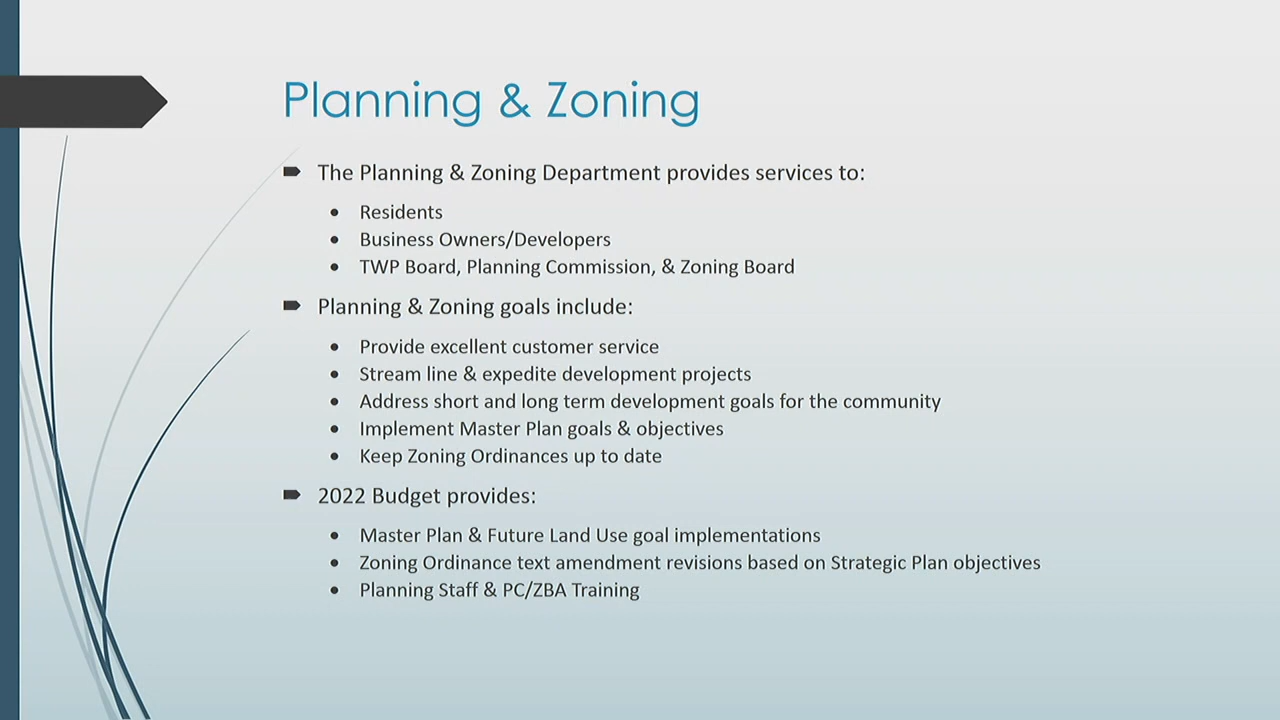 Planning & Zoning
The Planning & Zoning Department provides services to:
Residents
Business Owners/Developers
TWP Board, Planning Commission, & Zoning Board
Planning & Zoning goals include:
Provide excellent customer service
Stream line & expedite development projects
Address short and long term development goals for the community
Implement Master Plan goals & objectives
Keep Zoning Ordinances up to date
2022 Budget provides:
Master Plan & Future Land Use goal implementations
Zoning Ordinance text amendment revisions based on Strategic Plan objectives
Planning Staff & PC/ZBA Training